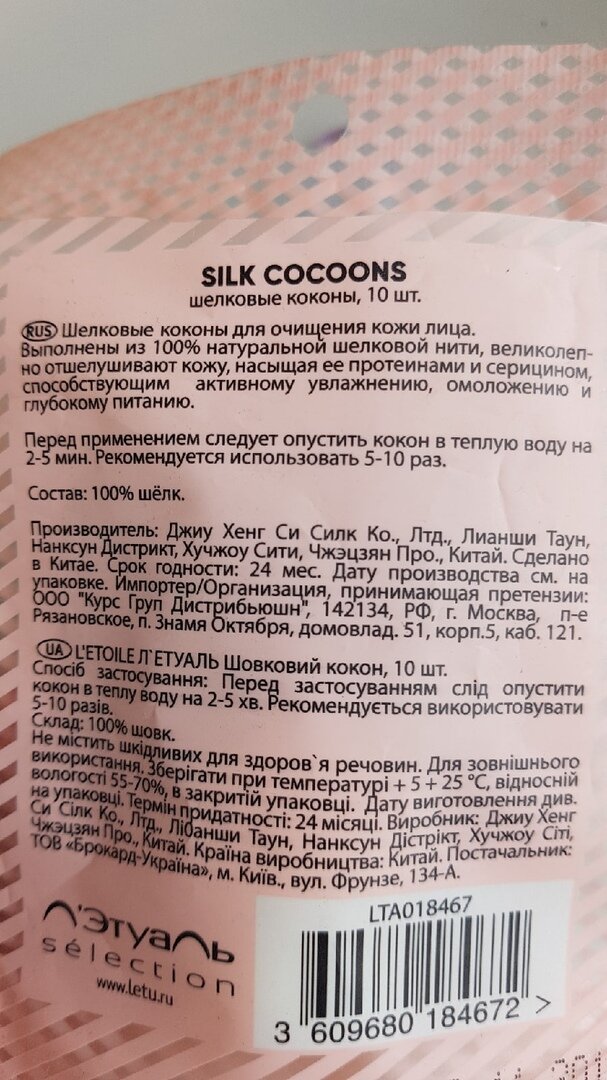 SILK COCOONS
шелковые коконы, 10 шт.
RUS Шелковые коконы для очищения кожи лица.
Выполнены из 100% натуральной шелковой нити, великолеп-
но отшелушивают кожу, насыщая ее протеинами и серицином,
способствующим активному увлажнению, омоложению и
глубокому питанию.
Перед применением следует опустить кокон в теплую воду на
2-5 мин. Рекомендуется использовать 5-10 раз.
Состав: 100% шёлк.
Производитель: Джиу Хенг Си Силк Ко., Лтд., Лианши Таун,
Нанксун Дистрикт, Хучжоу Сити, Чжэцзян Про., Китай. Сделано
в Китае. Срок годности: 24 мес. Дату производства см. на
упаковке. Импортер/Организация, принимающая претензии:
ООО "Курс Груп Дистрибьюшн", 142134, РФ, г. Москва, п-е
Рязановское, п. Знамя Октября, домовлад. 51, корп.5, каб. 121.
UA L'ETOILE Л`ЕТУАЛЬ Шовковий кокон, 10 шт.
Спосіб застосування: Перед застосуванням слід опустити
кокон в теплу воду на 2-5 хв. Рекомендується використовувати
5-10 разів.
Склад: 100% шовк.
Не містить шкідливих для здоров`я речовин. Для зовнішнього
використання. Зберігати при температурі + 5 + 25 °C, відносній
вологості 55-70%, в закритій упаковці. Дату виготовлення див.
на упаковці. Термін придатності: 24 місяці. Виробник: Джиу Хенг
Си Сілк Ко., Лтд., Ліанши Таун, Нанксун Дістрікт, Хучжоу Сіті,
Чжэцзян Про., Китай. Країна виробництва: Китай. Постачальник:
ТОВ «Брокард-Україна», м. Київ., вул. Фрунзе, 134-А.
Л'Этуаль
sélection
www.letu.ru
LTA018467
3 609680 184672 >